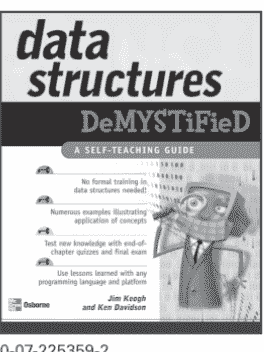 data
structures
DeMYSTiFieD
A SELF-TEACHING GUIDE
No formal training in
data structures needed!
Numerous examples illustrating
application of concepts
Test new knowledge with end-of-
chapter quizzes and final exam
Use lessons learned with any
programming language and platform
Jim Keogh
and Ken Davidson
Osborne
0-07-225359-2